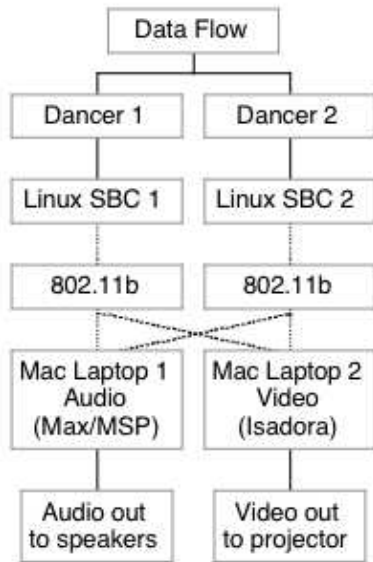 Data Flow
Dancer 1
Dancer 2
Linux SBC 1
Linux SBC 2
802.11b
802.11b
Mac Laptop 1
Audio
(Max/MSP)
Mac Laptop 2
Video
(Isadora)
Audio out
to speakers
Video out
to projector